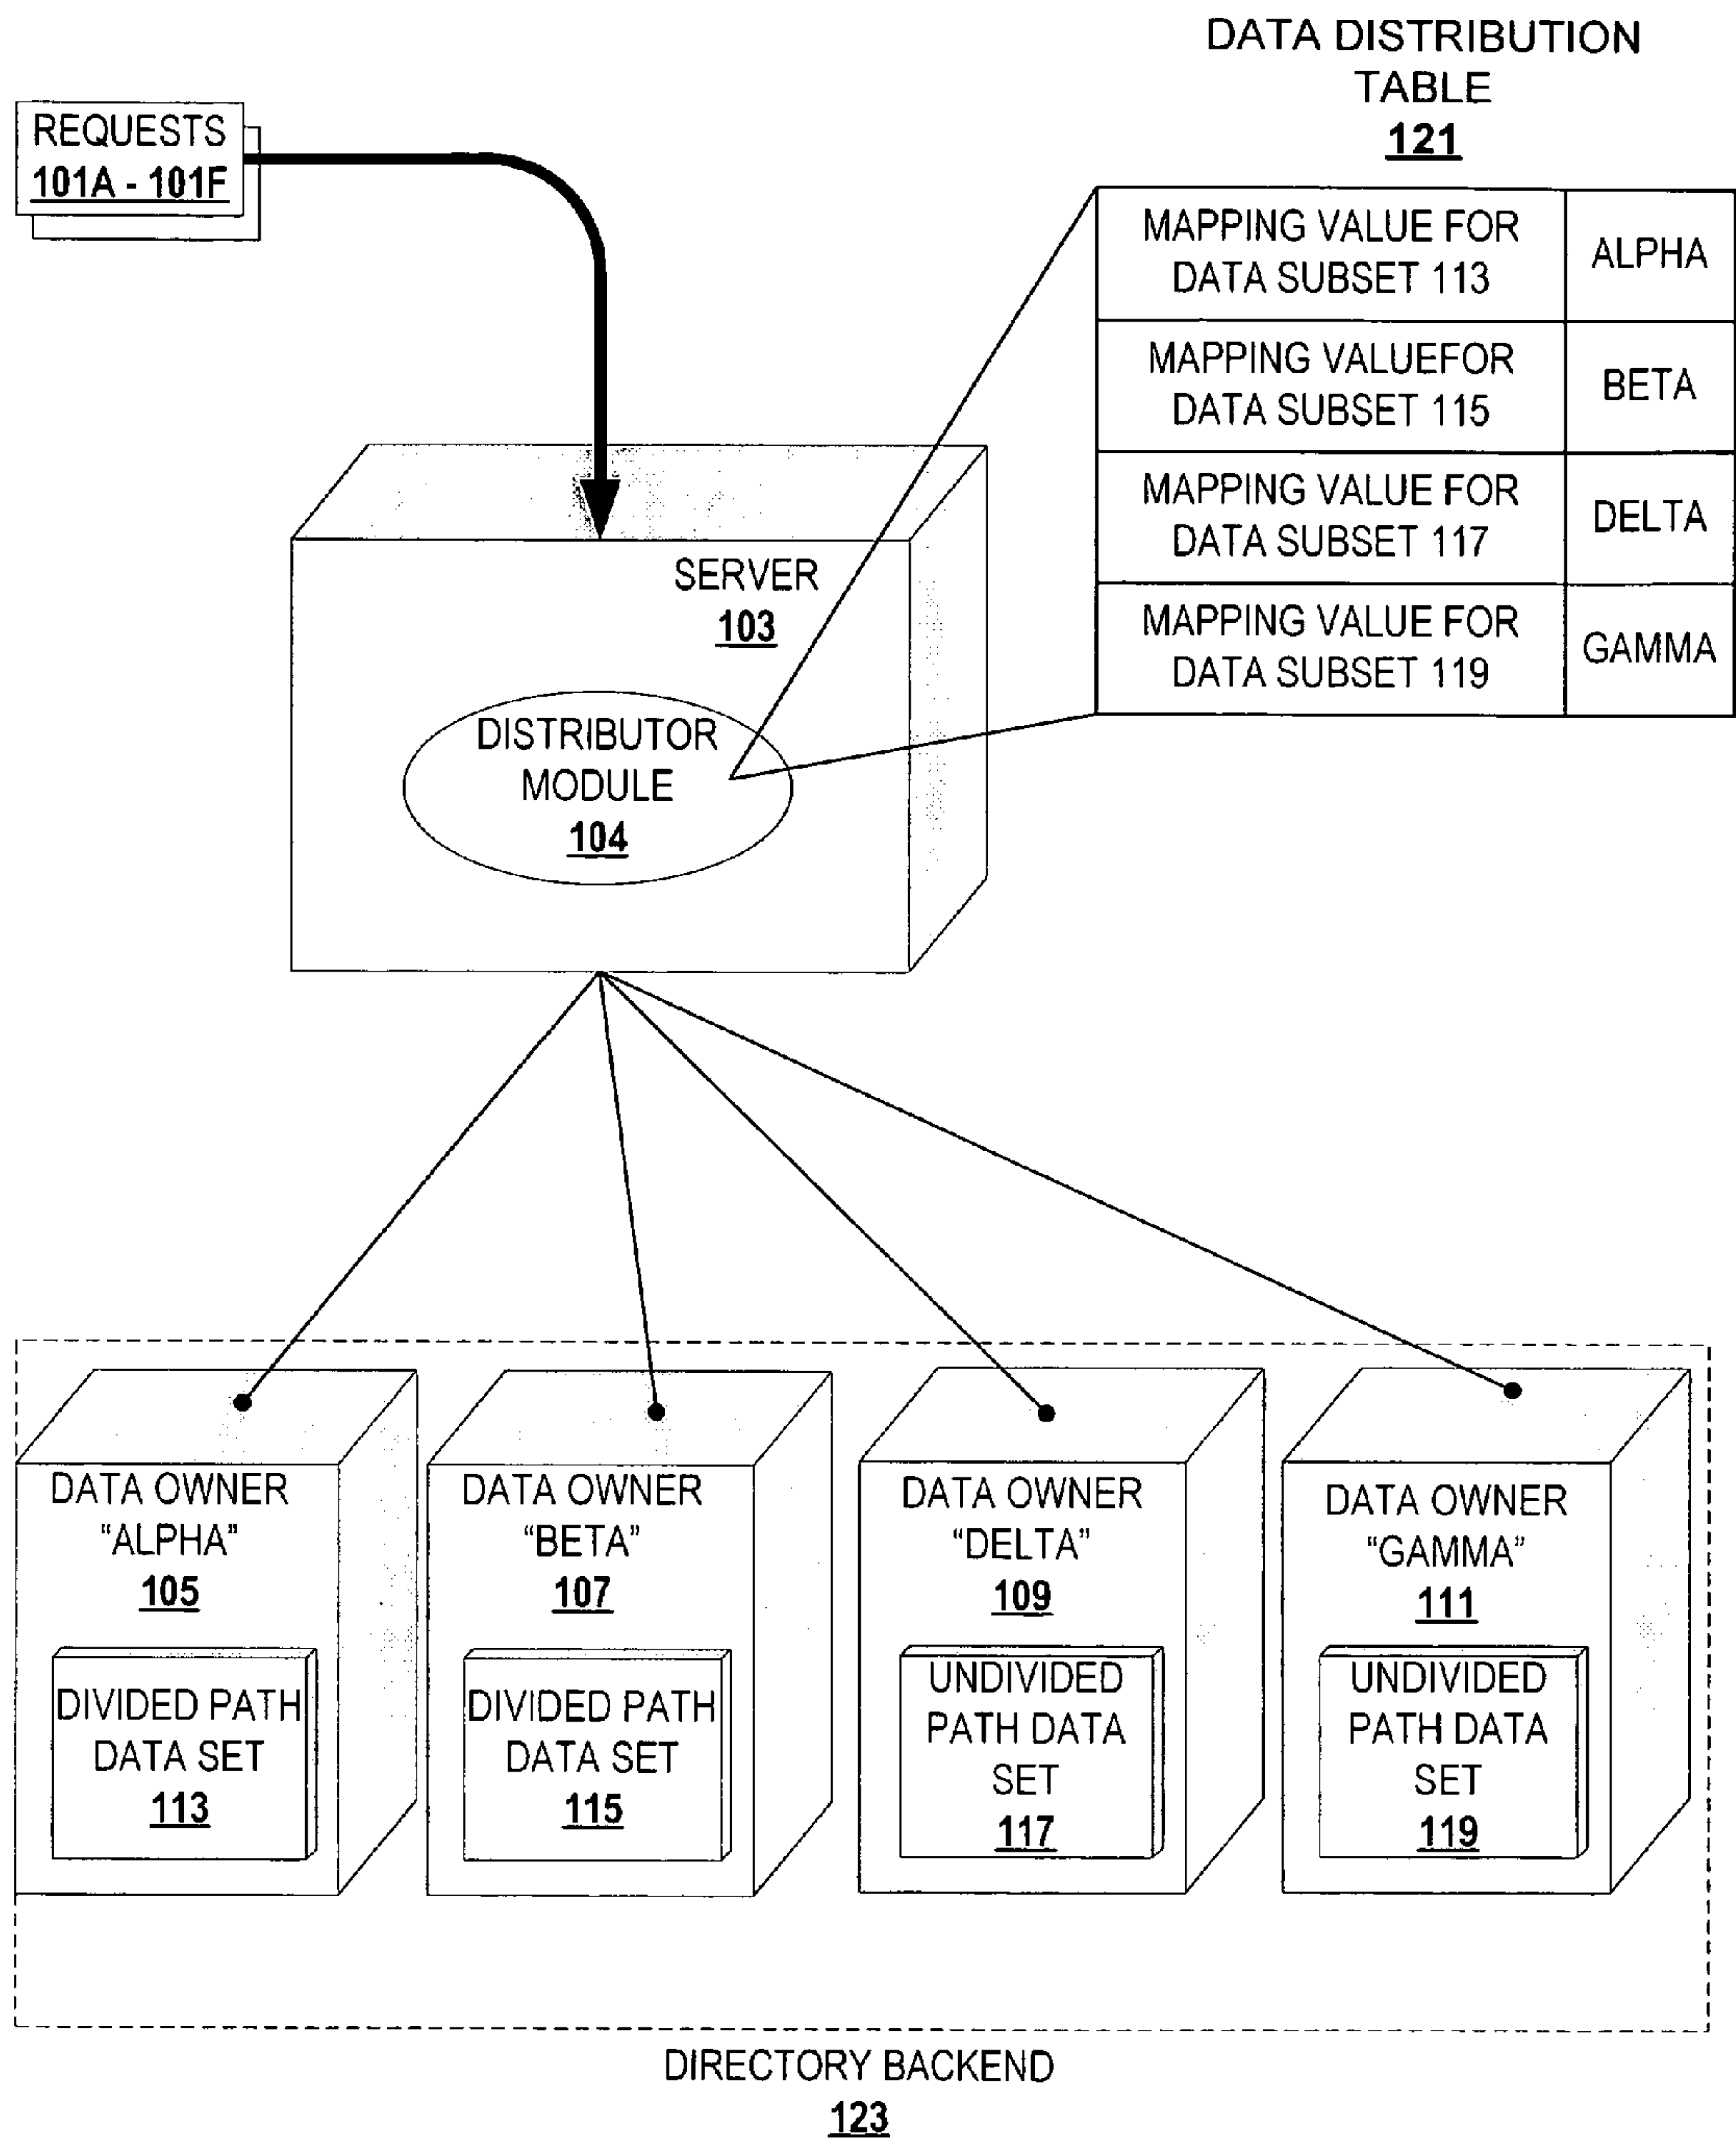 DATA DISTRIBUTION
TABLE
121
REQUESTS
101A - 101F
MAPPING VALUE FOR
DATA SUBSET 113
ALPHA
MAPPING VALUEFOR
DATA SUBSET 115
BETA
MAPPING VALUE FOR
DATA SUBSET 117
DELTA
MAPPING VALUE FOR
DATA SUBSET 119
GAMMA
SERVER
103
DISTRIBUTOR
MODULE
104
DATA OWNER
“ALPHA”
105
DIVIDED PATH
DATA SET
113
DATA OWNER
“BETA”
107
DIVIDED PATH
DATA SET
115
DATA OWNER
“DELTA”
109
UNDIVIDED
PATH DATA
SET
117
DATA OWNER
“GAMMA”
111
UNDIVIDED
PATH DATA
SET
119
DIRECTORY BACKEND
123